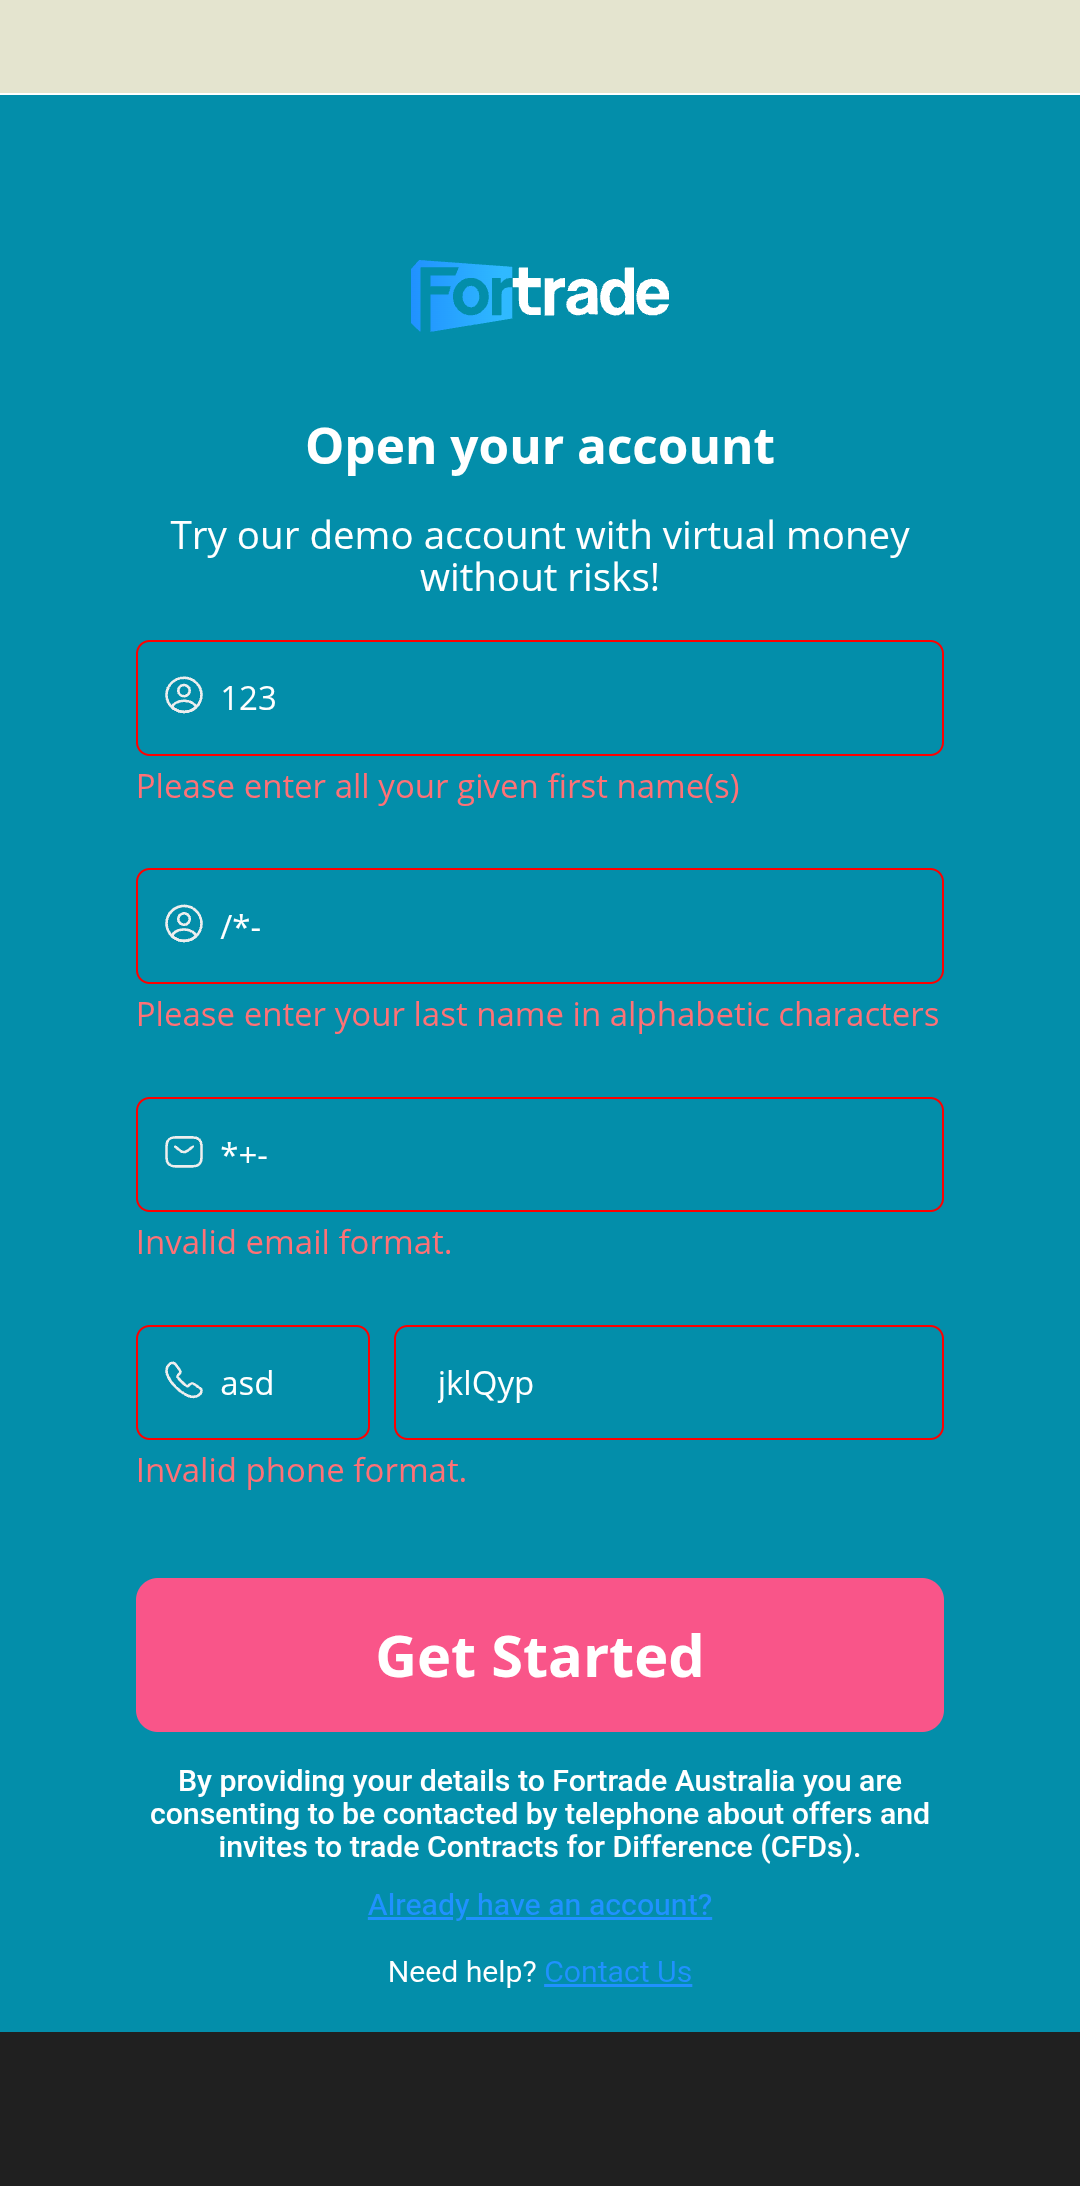 Fortrade
Open your account
Try our demo account with virtual money
without risks!
123
Please enter all your given first name(s)
/*-
Please enter your last name in alphabetic characters
*+-
Invalid email format.
asd jklQyp
Invalid phone format.
Get Started
By providing your details to Fortrade Australia you are
consenting to be contacted by telephone about offers and
invites to trade Contracts for Difference (CFDs).
Already have an account?
Need help? Contact Us